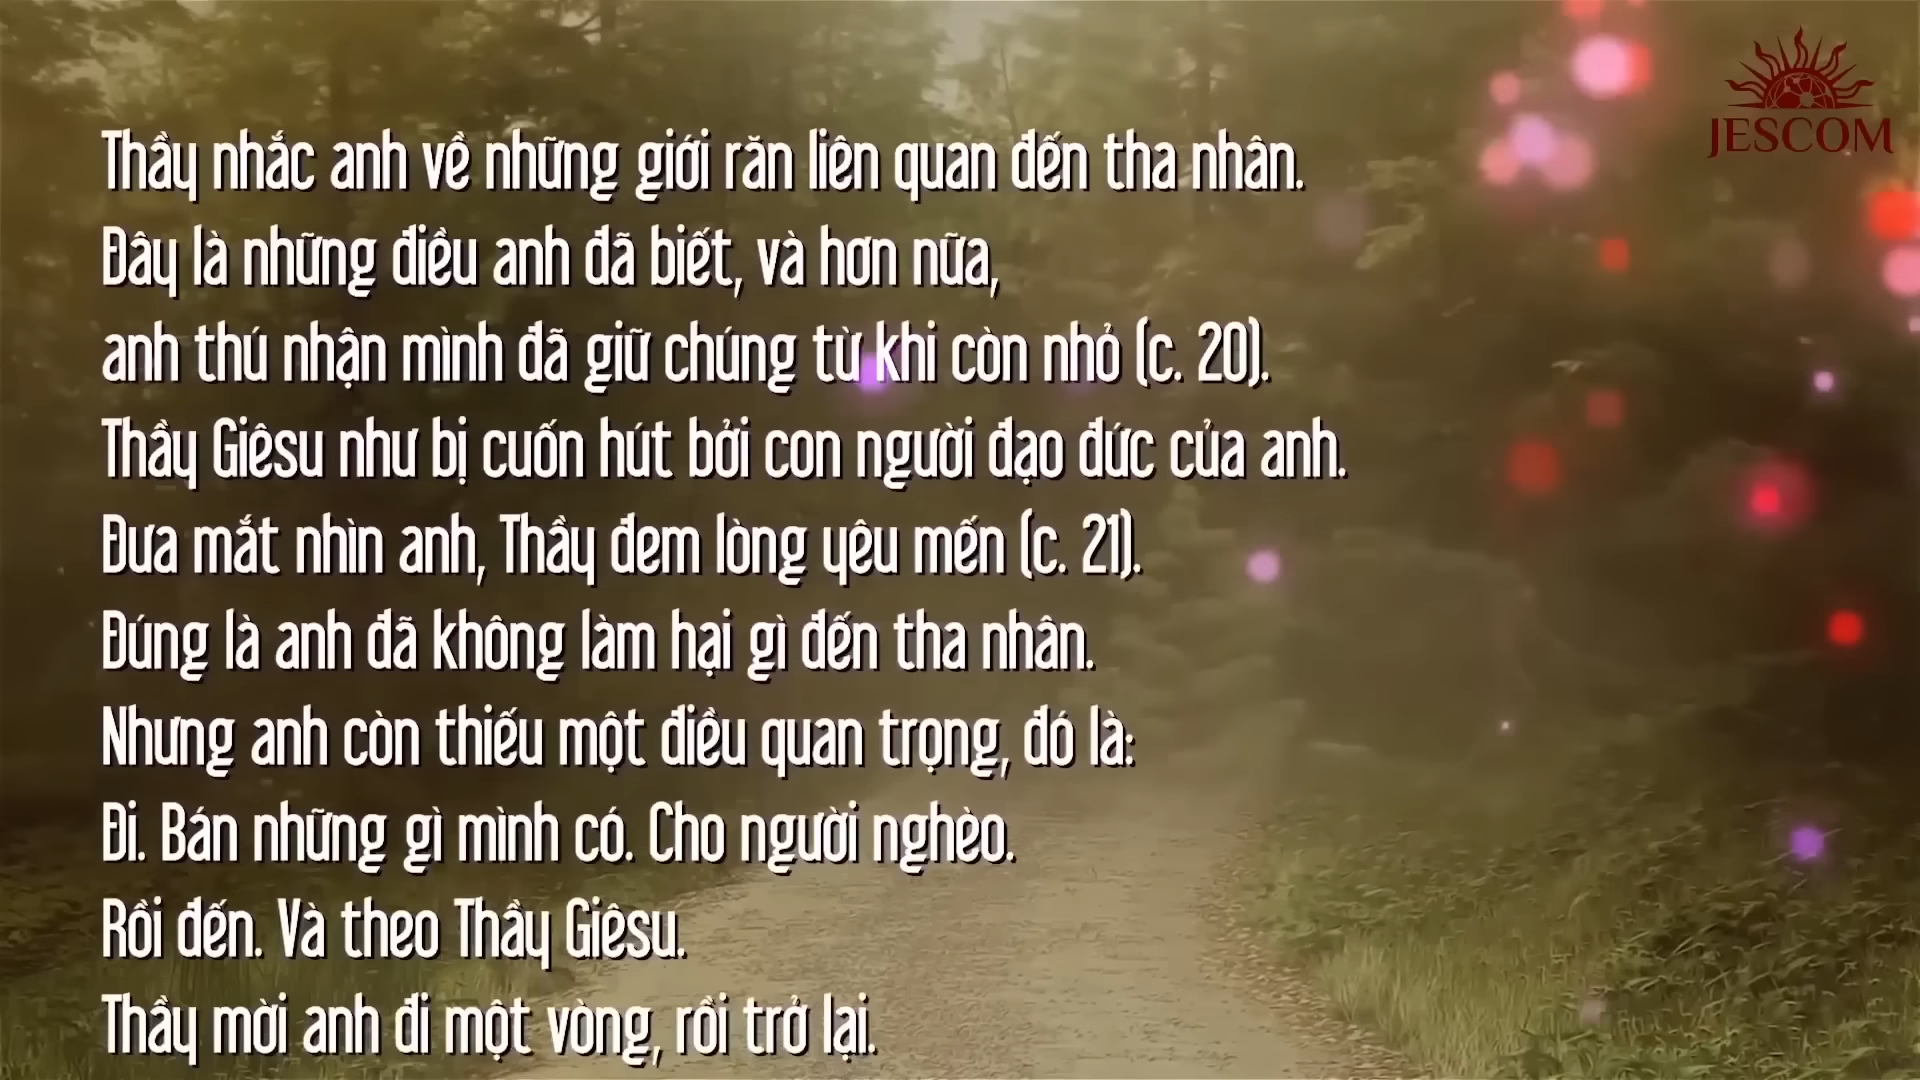 JESCOM
Thầy nhắc anh về những giới răn liên quan đến tha nhân.
Đây là những điều anh đã biết, và hơn nữa,
anh thú nhận mình đã giữ chúng từ khi còn nhỏ (c. 20).
Thầy Giêsu như bị cuốn hút bởi con người đạo đức của anh.
Đưa mắt nhìn anh, Thầy đem lòng yêu mến (c. 21).
Đúng là anh đã không làm hại gì đến tha nhân.
Nhưng anh còn thiếu một điều quan trọng, đó là:
Đi. Bán những gì mình có. Cho người nghèo.
Rồi đến. Và theo Thầy Giêsu.
Thầy mời anh đi một vòng, rồi trở lại.